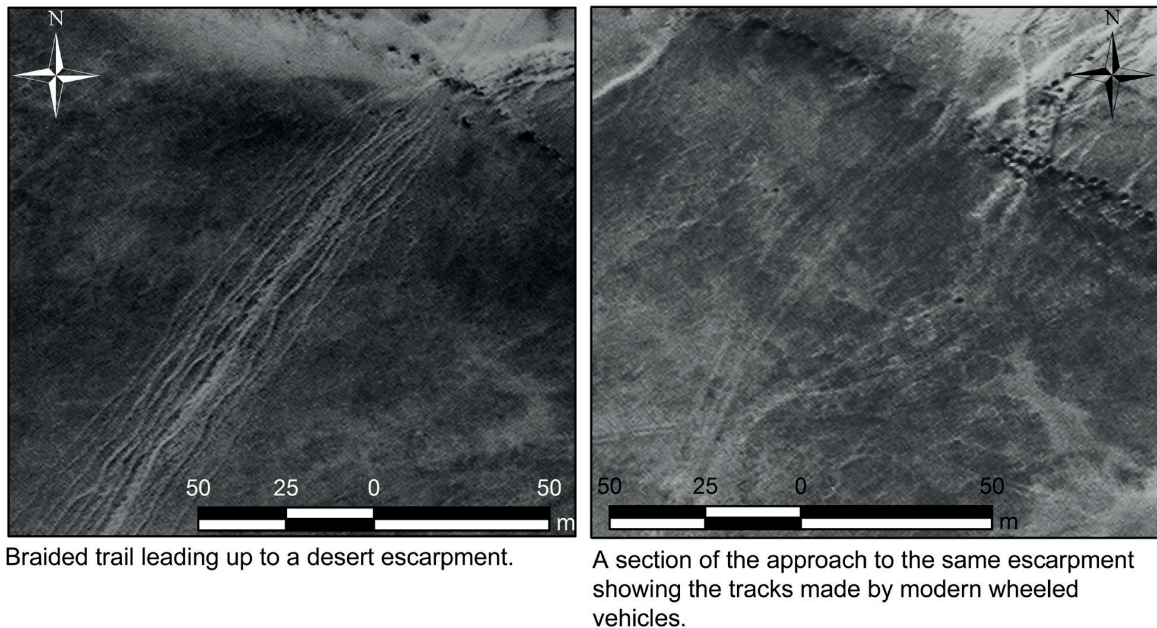 N
50 25 0 50
m
Braided trail leading up to a desert escarpment.
N
50 25 0 50
m
A section of the approach to the same escarpment
showing the tracks made by modern wheeled
vehicles.